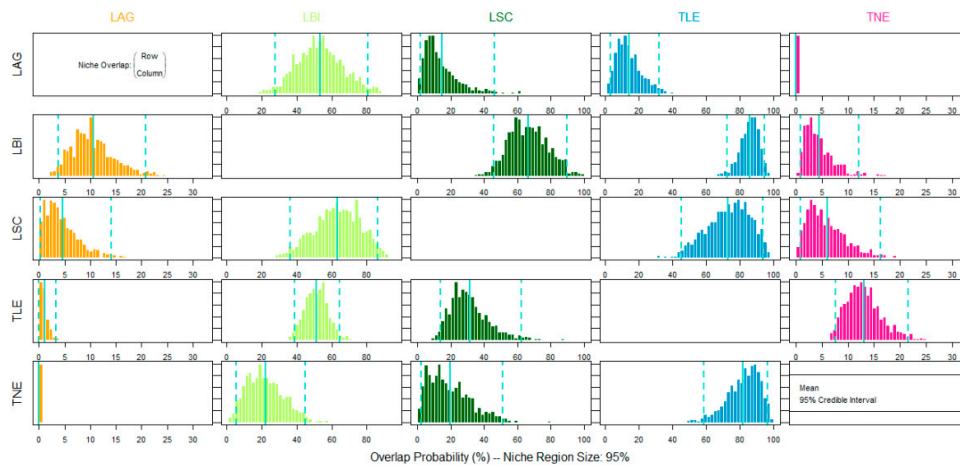 LAG LBI LSC TLE TNE
LAG
Niche Overlap: (Row Column)
0 20 40 60 80
0 20 40 60 80 100
0 20 40 60 80 100
0 5 10 15 20 25 30
LBI
0 5 10 15 20 25 30
0 20 40 60 80 100
0 20 40 60 80 100
0 5 10 15 20 25 30
LSC
0 5 10 15 20 25 30
0 20 40 60 80
0 20 40 60 80 100
0 5 10 15 20 25 30
TLE
0 5 10 15 20 25 30
0 20 40 60 80
0 20 40 60 80 100
0 5 10 15 20 25 30
TNE
Mean
95% Credible Interval
0 5 10 15 20 25 30
0 20 40 60 80
0 20 40 60 80 100
0 20 40 60 80 100
Overlap Probability (%) -- Niche Region Size: 95%